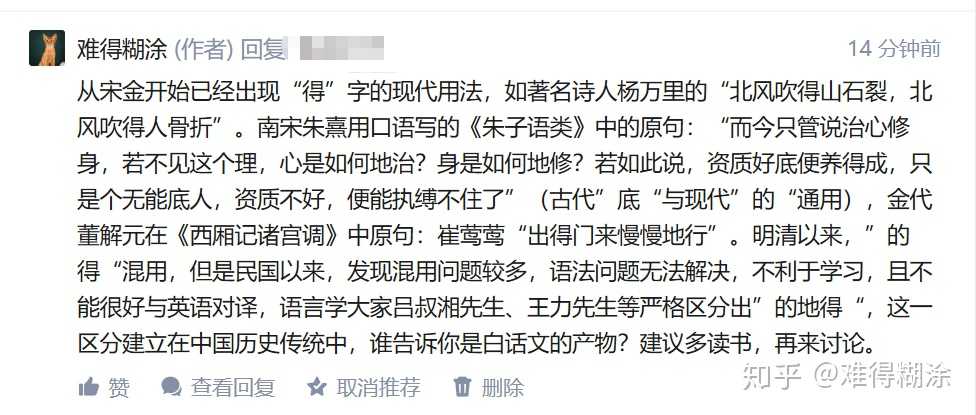 难得糊涂 (作者) 回复 14 分钟前
从宋金开始已经出现“得”字的现代用法，如著名诗人杨万里的“北风吹得山石裂，北
风吹得人骨折”。南宋朱熹用口语写的《朱子语类》中的原句：“而今只管说治心修
身，若不见这个理，心是如何地治？身是如何地修？若如此说，资质好底便养得成，只
是个无能底人，资质不好，便能执缚不住了”（古代”底“与现代”的“通用），金代
董解元在《西厢记诸宫调》中原句：崔莺莺“出得门来慢慢地行”。明清以来，”的
得“混用，但是民国以来，发现混用问题较多，语法问题无法解决，不利于学习，且不
能很好与英语对译，语言学大家吕叔湘先生、王力先生等严格区分出”的地得“，这一
区分建立在中国历史传统中，谁告诉你是白话文的产物？建议多读书，再来讨论。
赞 查看回复 取消推荐 删除
知乎 @难得糊涂